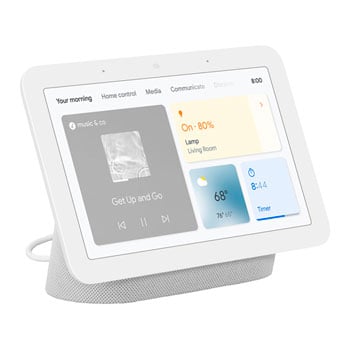 Your morning
Home control
Media
Communicate
8:00
music & co
Get Up and Go
On · 80%
Lamp
Living Room
68°
76° 65°
8:44
Timer